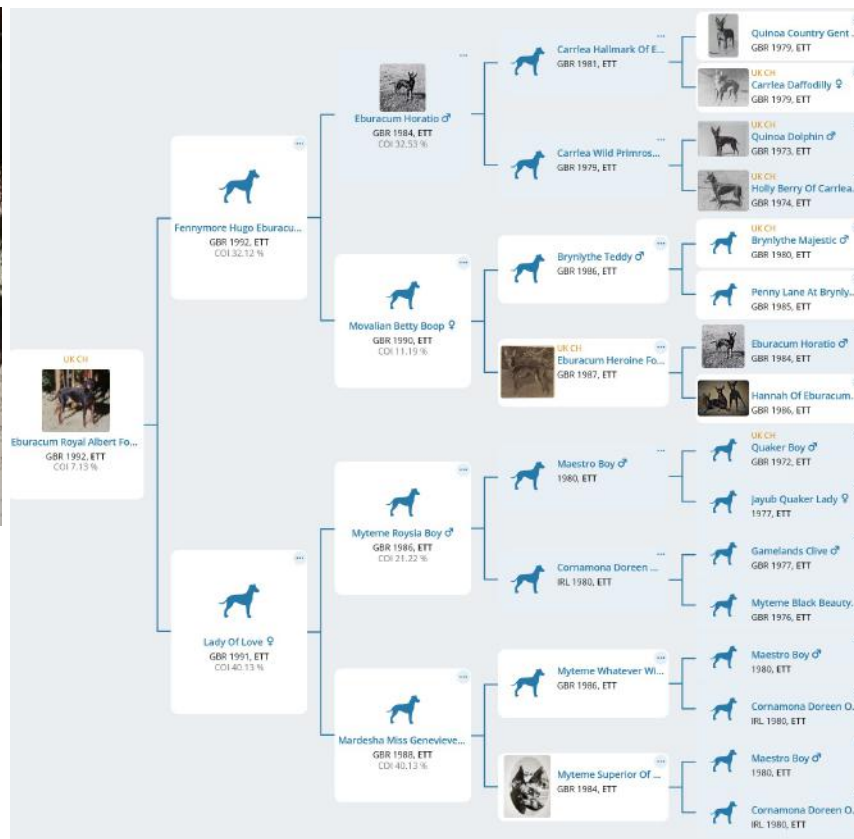 UK CH
Eburacum Royal Albert Fo...
GBR 1992, ETT
COI 7.13 %
Fennymore Hugo Eburacu...
GBR 1992, ETT
COI 32.12 %
Lady Of Love ♀
GBR 1991, ETT
COI 40.13 %
Eburacum Horatio ♂
GBR 1984, ETT
COI 32.53 %
Movalian Betty Boop ♀
GBR 1990, ETT
COI 11.19 %
Myteme Roysia Boy ♂
GBR 1986, ETT
COI 21.22 %
Mardesha Miss Genevieve...
GBR 1988, ETT
COI 40.13 %
Carrlea Hallmark Of E...
GBR 1981, ETT
Carrlea Wild Primros...
GBR 1979, ETT
Brynlythe Teddy ♂
GBR 1986, ETT
UK CH
Eburacum Heroine Fo...
GBR 1987, ETT
Maestro Boy ♂
1980, ETT
Cornamona Doreen ...
IRL 1980, ETT
Myteme Whatever Wi...
GBR 1986, ETT
Myteme Superior Of ...
GBR 1984, ETT
Quinoa Country Gent ...
GBR 1979, ETT
UK CH
Carrlea Daffodilly ♀
GBR 1979, ETT
UK CH
Quinoa Dolphin ♂
GBR 1973, ETT
UK CH
Holly Berry Of Carrlea...
GBR 1974, ETT
UK CH
Brynlythe Majestic ♂
GBR 1980, ETT
Penny Lane At Brynly...
GBR 1985, ETT
Eburacum Horatio ♂
GBR 1984, ETT
Hannah Of Eburacum...
GBR 1986, ETT
UK CH
Quaker Boy ♂
GBR 1972, ETT
Jayub Quaker Lady ♀
1977, ETT
Gamelands Clive ♂
GBR 1977, ETT
Myteme Black Beauty...
GBR 1976, ETT
Maestro Boy ♂
1980, ETT
Cornamona Doreen O...
IRL 1980, ETT
Maestro Boy ♂
1980, ETT
Cornamona Doreen O...
IRL 1980, ETT